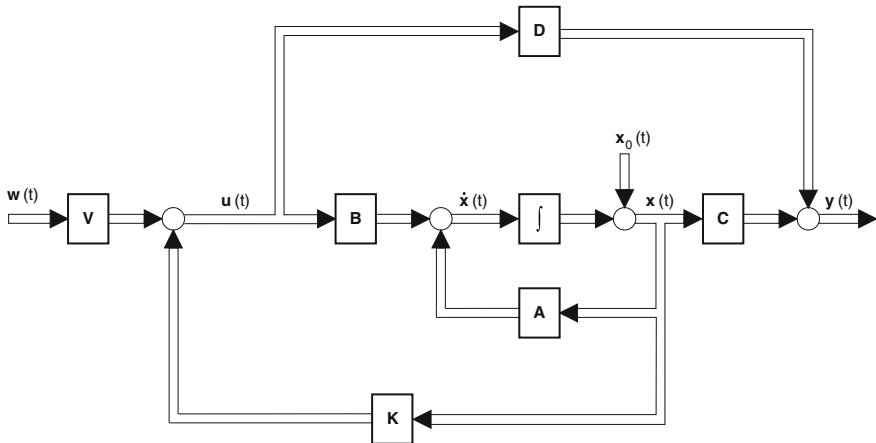 D
x₀ (t)
w (t)
V
u (t)
B
ẋ (t)
∫
x (t)
C
y (t)
A
K